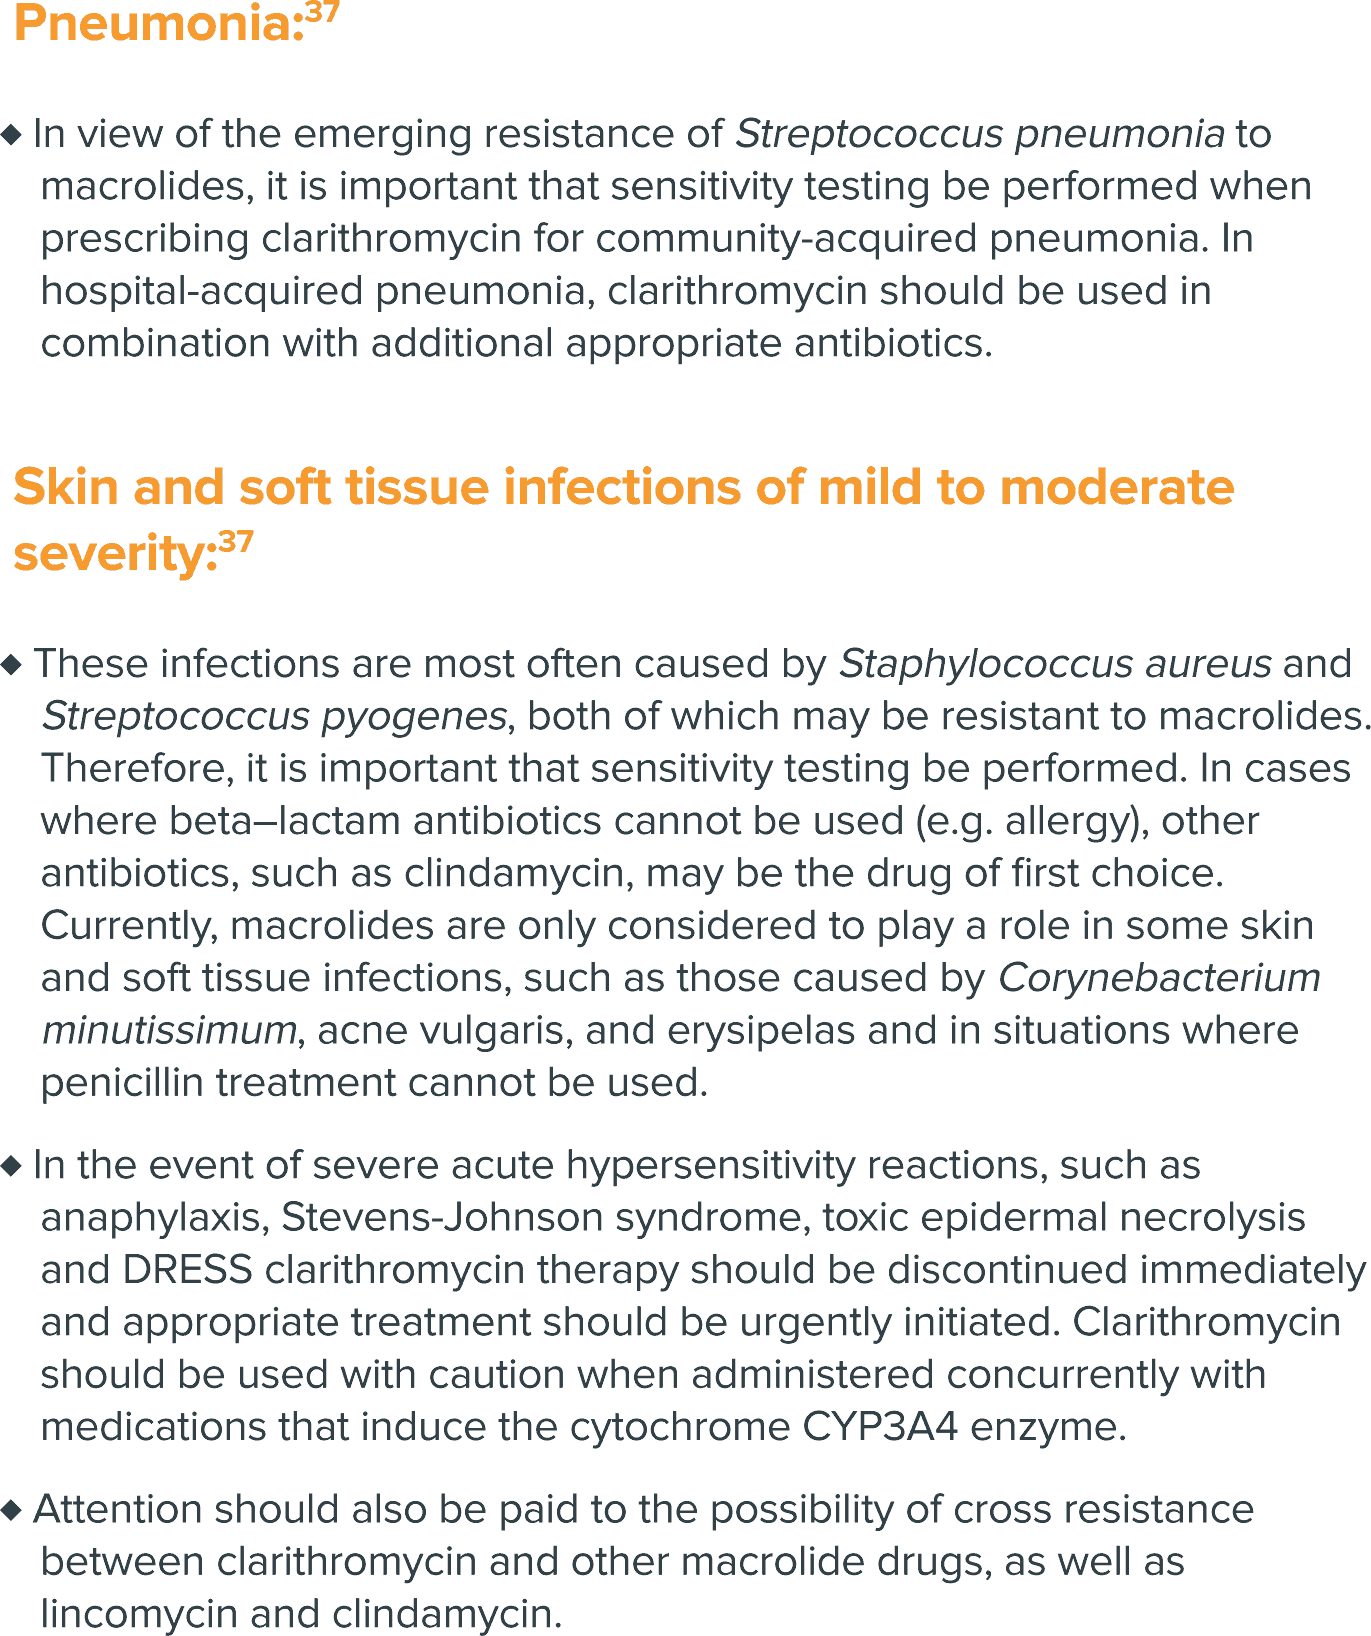 Pneumonia:37
◆ In view of the emerging resistance of Streptococcus pneumonia to
macrolides, it is important that sensitivity testing be performed when
prescribing clarithromycin for community-acquired pneumonia. In
hospital-acquired pneumonia, clarithromycin should be used in
combination with additional appropriate antibiotics.
Skin and soft tissue infections of mild to moderate
severity:37
◆ These infections are most often caused by Staphylococcus aureus and
Streptococcus pyogenes, both of which may be resistant to macrolides.
Therefore, it is important that sensitivity testing be performed. In cases
where beta–lactam antibiotics cannot be used (e.g. allergy), other
antibiotics, such as clindamycin, may be the drug of first choice.
Currently, macrolides are only considered to play a role in some skin
and soft tissue infections, such as those caused by Corynebacterium
minutissimum, acne vulgaris, and erysipelas and in situations where
penicillin treatment cannot be used.
◆ In the event of severe acute hypersensitivity reactions, such as
anaphylaxis, Stevens-Johnson syndrome, toxic epidermal necrolysis
and DRESS clarithromycin therapy should be discontinued immediately
and appropriate treatment should be urgently initiated. Clarithromycin
should be used with caution when administered concurrently with
medications that induce the cytochrome CYP3A4 enzyme.
◆ Attention should also be paid to the possibility of cross resistance
between clarithromycin and other macrolide drugs, as well as
lincomycin and clindamycin.